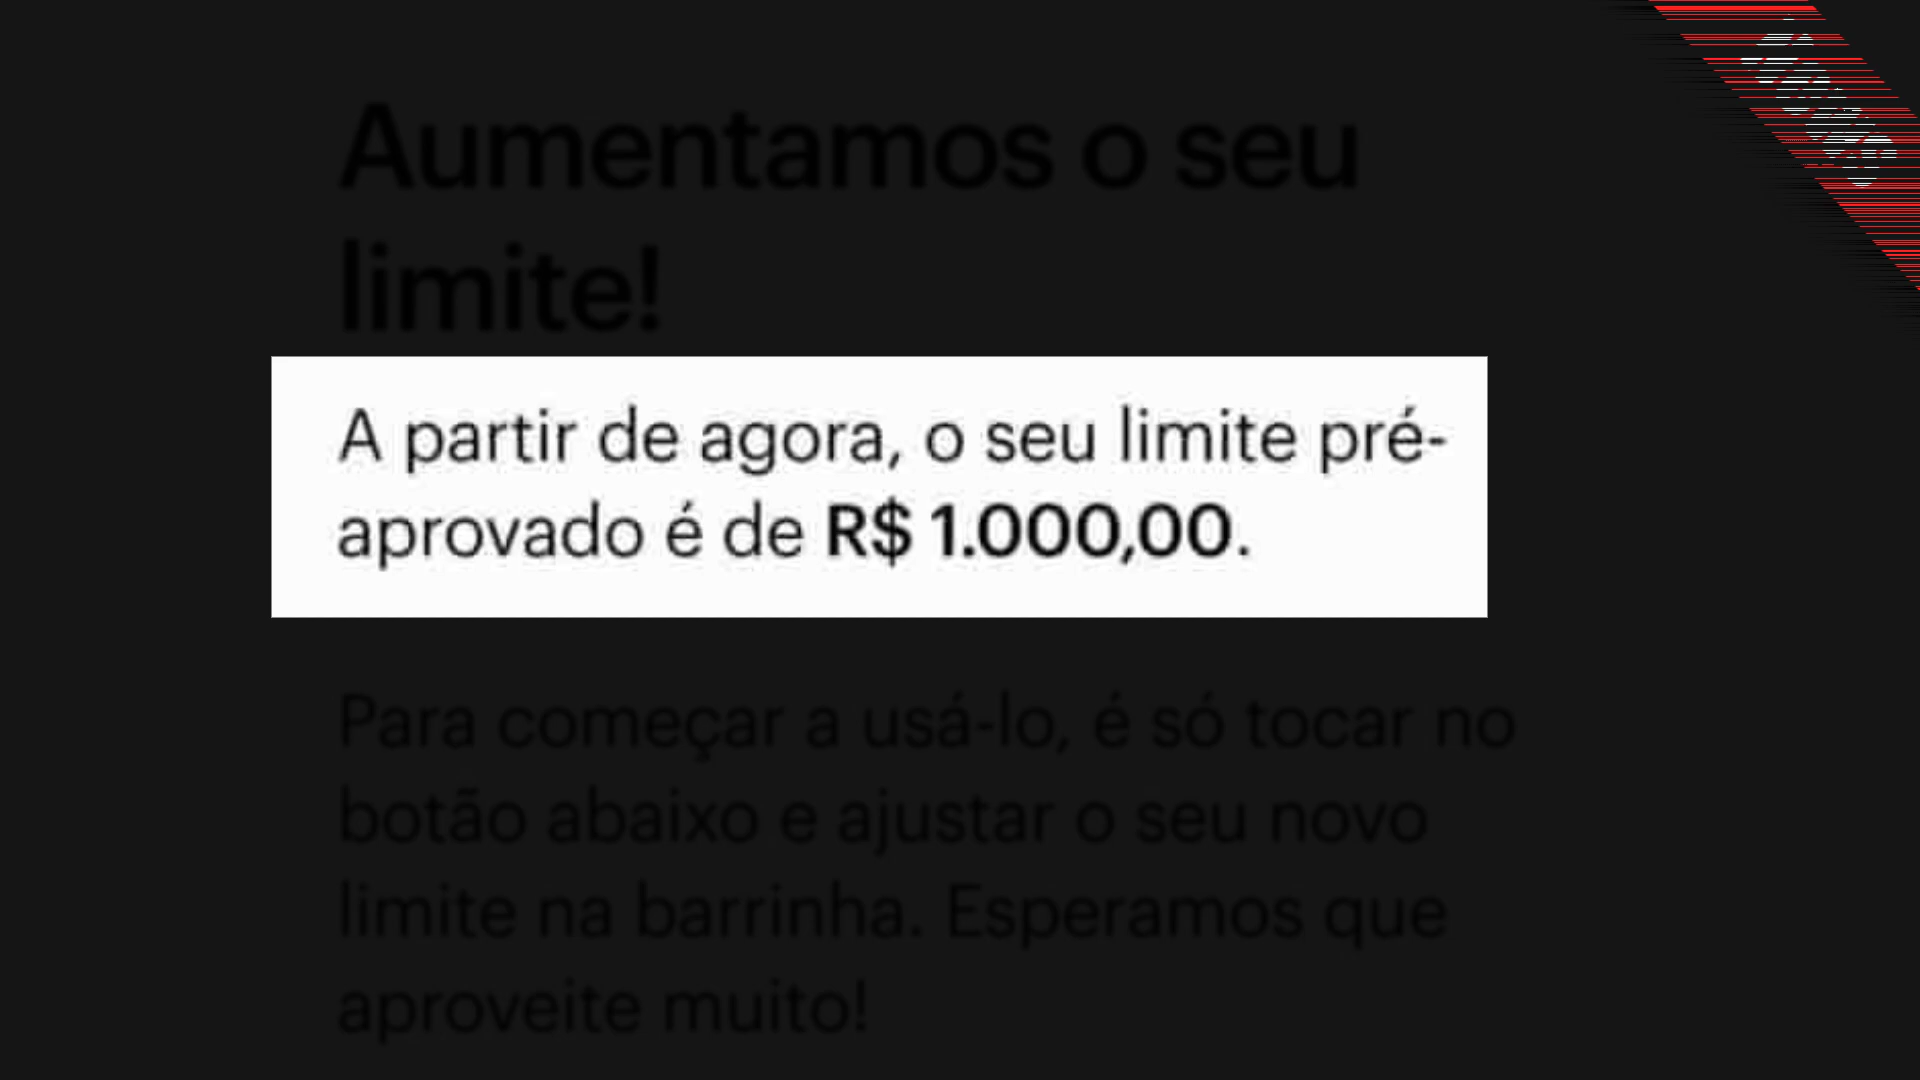 Aumentamos o seu
limite!
A partir de agora, o seu limite pré-
aprovado é de R$ 1.000,00.
Para começar a usá-lo, é só tocar no
botão abaixo e ajustar o seu novo
limite na barrinha. Esperamos que
aproveite muito!